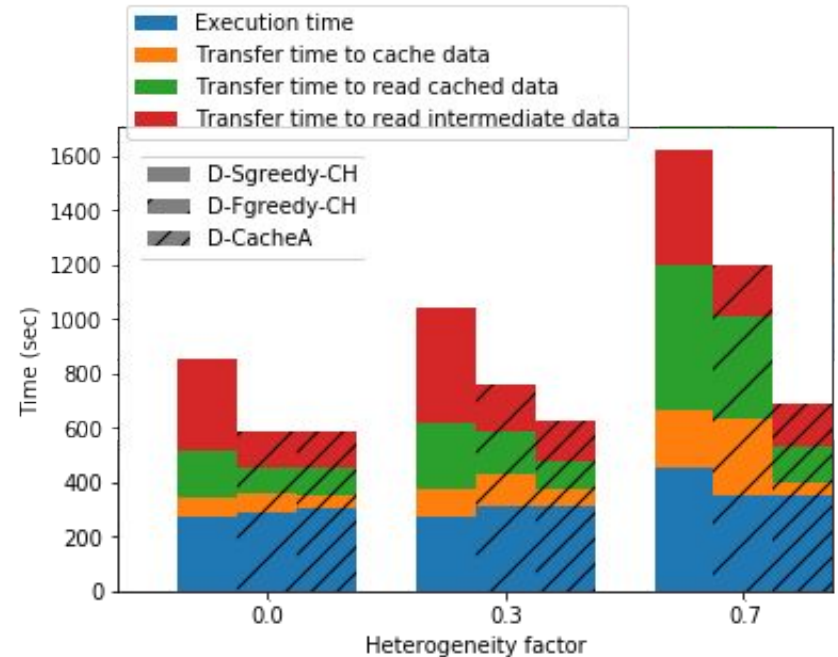 Execution time
Transfer time to cache data
Transfer time to read cached data
Transfer time to read intermediate data
D-Sgreedy-CH
D-Fgreedy-CH
D-CacheA
1600
1400
1200
1000
800
600
400
200
0
Time (sec)
0.0 0.3 0.7
Heterogeneity factor